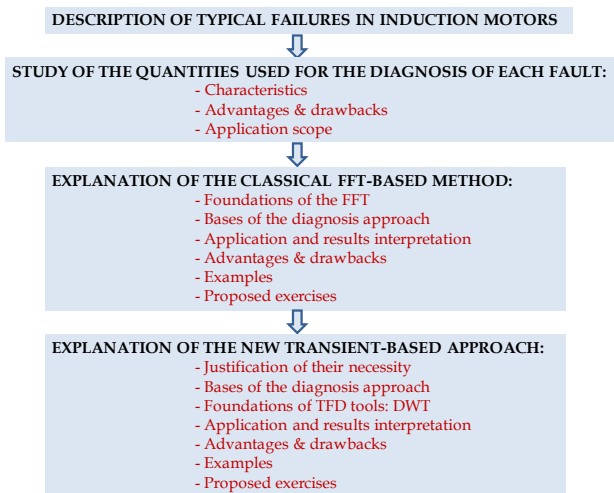 DESCRIPTION OF TYPICAL FAILURES IN INDUCTION MOTORS
STUDY OF THE QUANTITIES USED FOR THE DIAGNOSIS OF EACH FAULT:
- Characteristics
- Advantages & drawbacks
- Application scope
EXPLANATION OF THE CLASSICAL FFT-BASED METHOD:
- Foundations of the FFT
- Bases of the diagnosis approach
- Application and results interpretation
- Advantages & drawbacks
- Examples
- Proposed exercises
EXPLANATION OF THE NEW TRANSIENT-BASED APPROACH:
- Justification of their necessity
- Bases of the diagnosis approach
- Foundations of TFD tools: DWT
- Application and results interpretation
- Advantages & drawbacks
- Examples
- Proposed exercises